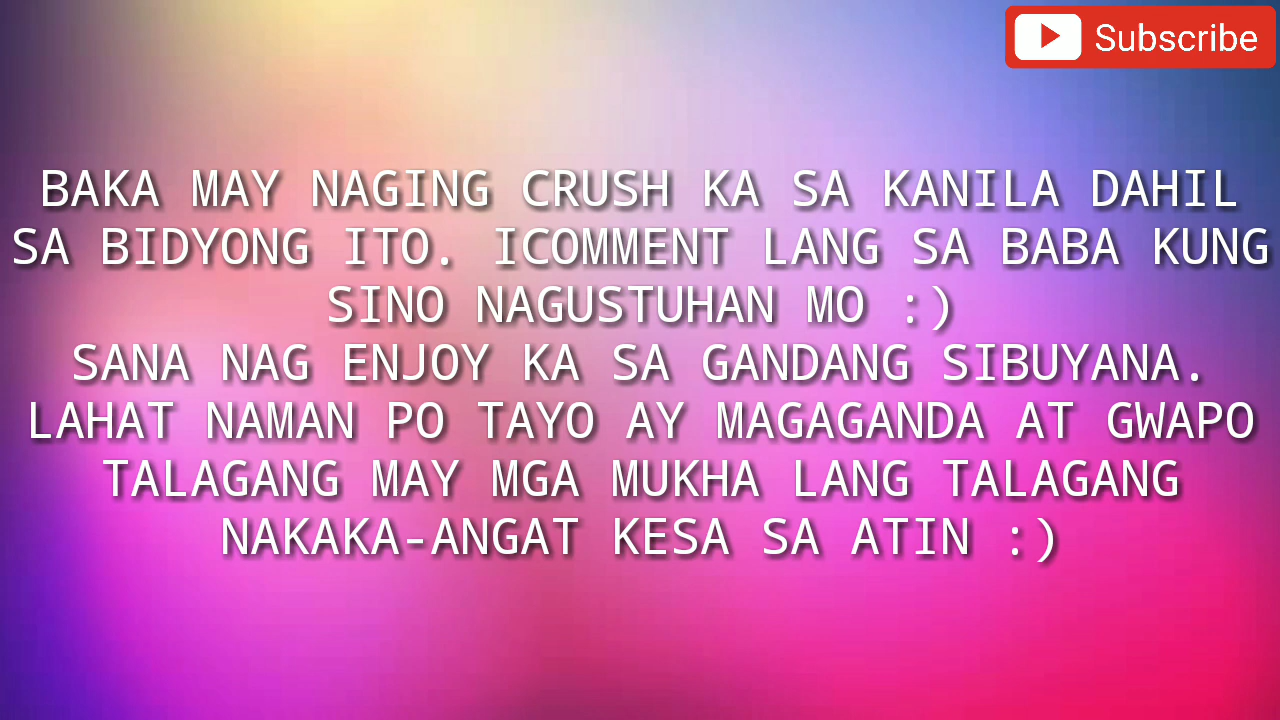 Subscribe
BAKA MAY NAGING CRUSH KA SA KANILA DAHIL
SA BIDYONG ITO. ICOMMENT LANG SA BABA KUNG
SINO NAGUSTUHAN MO :)
SANA NAG ENJOY KA SA GANDANG SIBUYANA.
LAHAT NAMAN PO TAYO AY MAGAGANDA AT GWAPO
TALAGANG MAY MGA MUKHA LANG TALAGANG
NAKAKA-ANGAT KESA SA ATIN :)